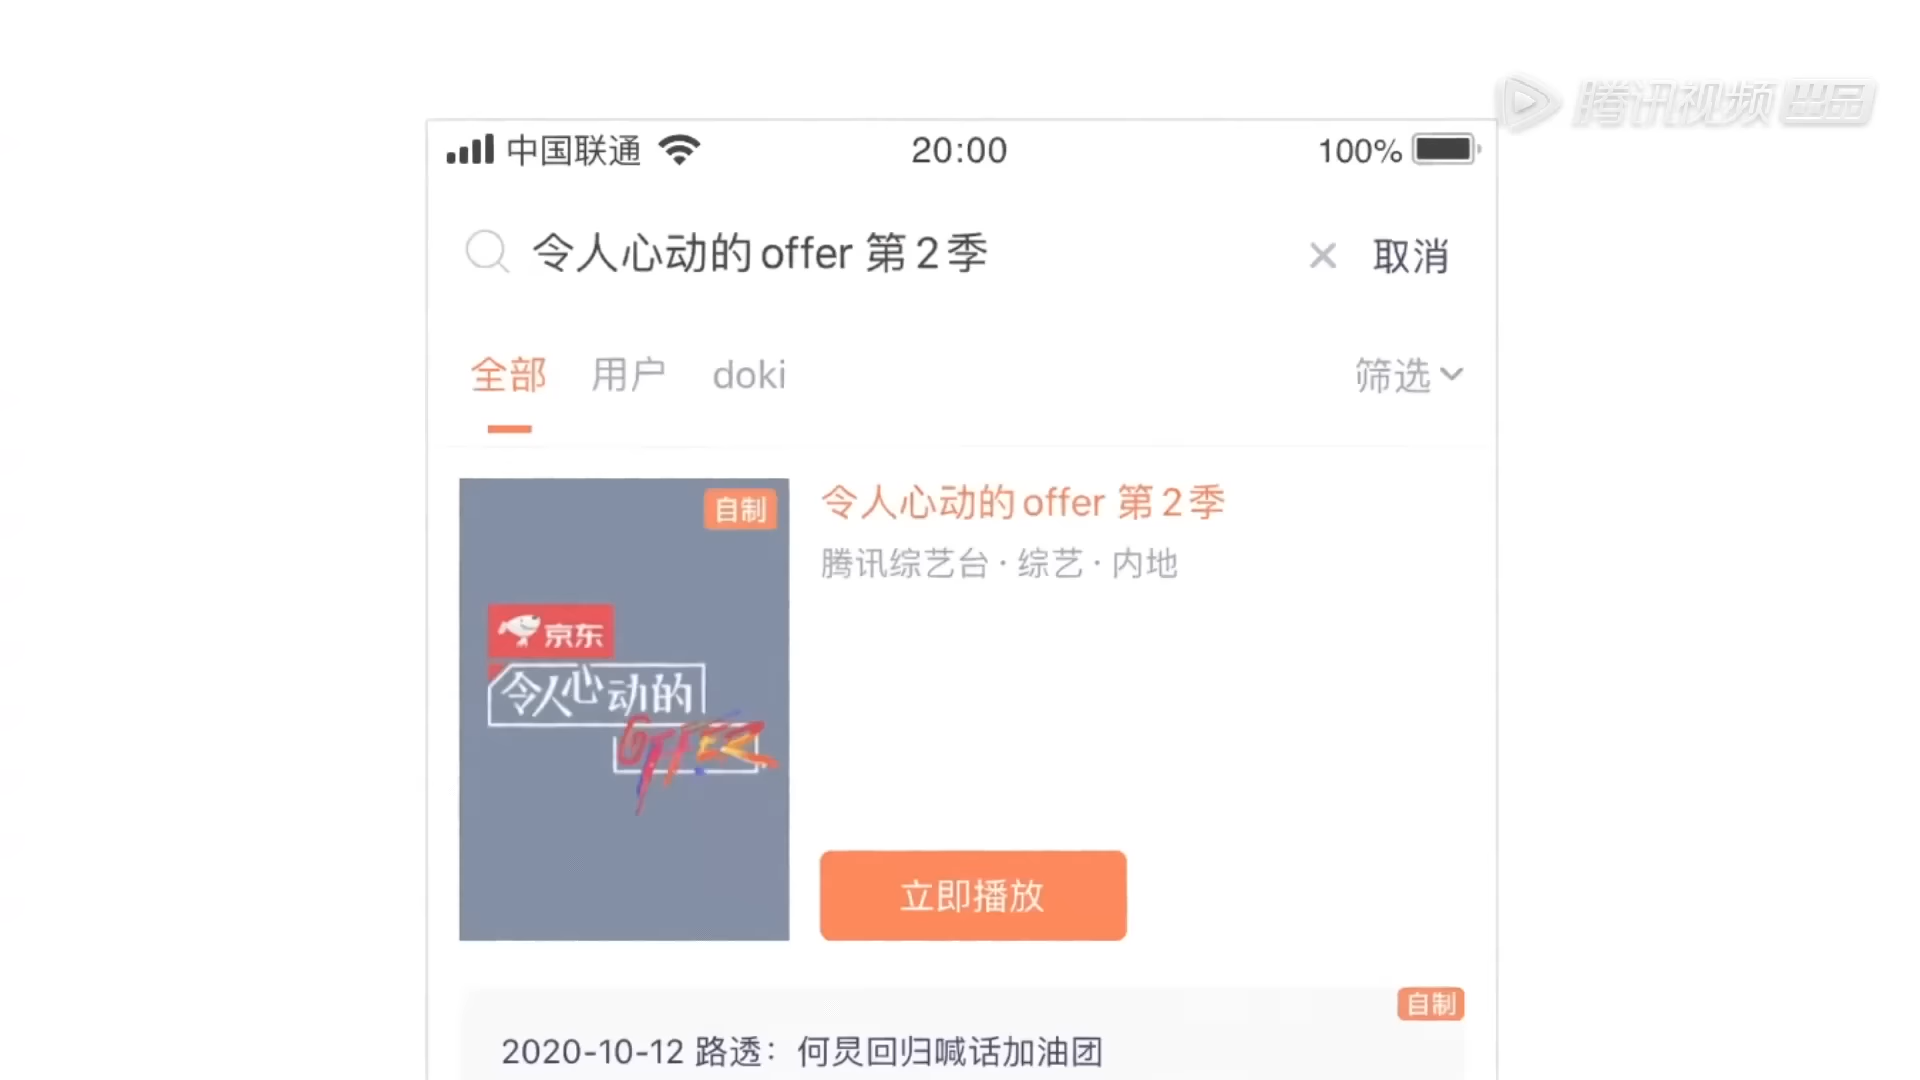 腾讯视频 出品
中国联通 20:00 100%
令人心动的offer 第2季 取消
全部 用户 doki 筛选
自制
京东
令人心动的
OFFER
令人心动的offer 第2季
腾讯综艺台·综艺·内地
立即播放
自制
2020-10-12 路透：何炅回归喊话加油团